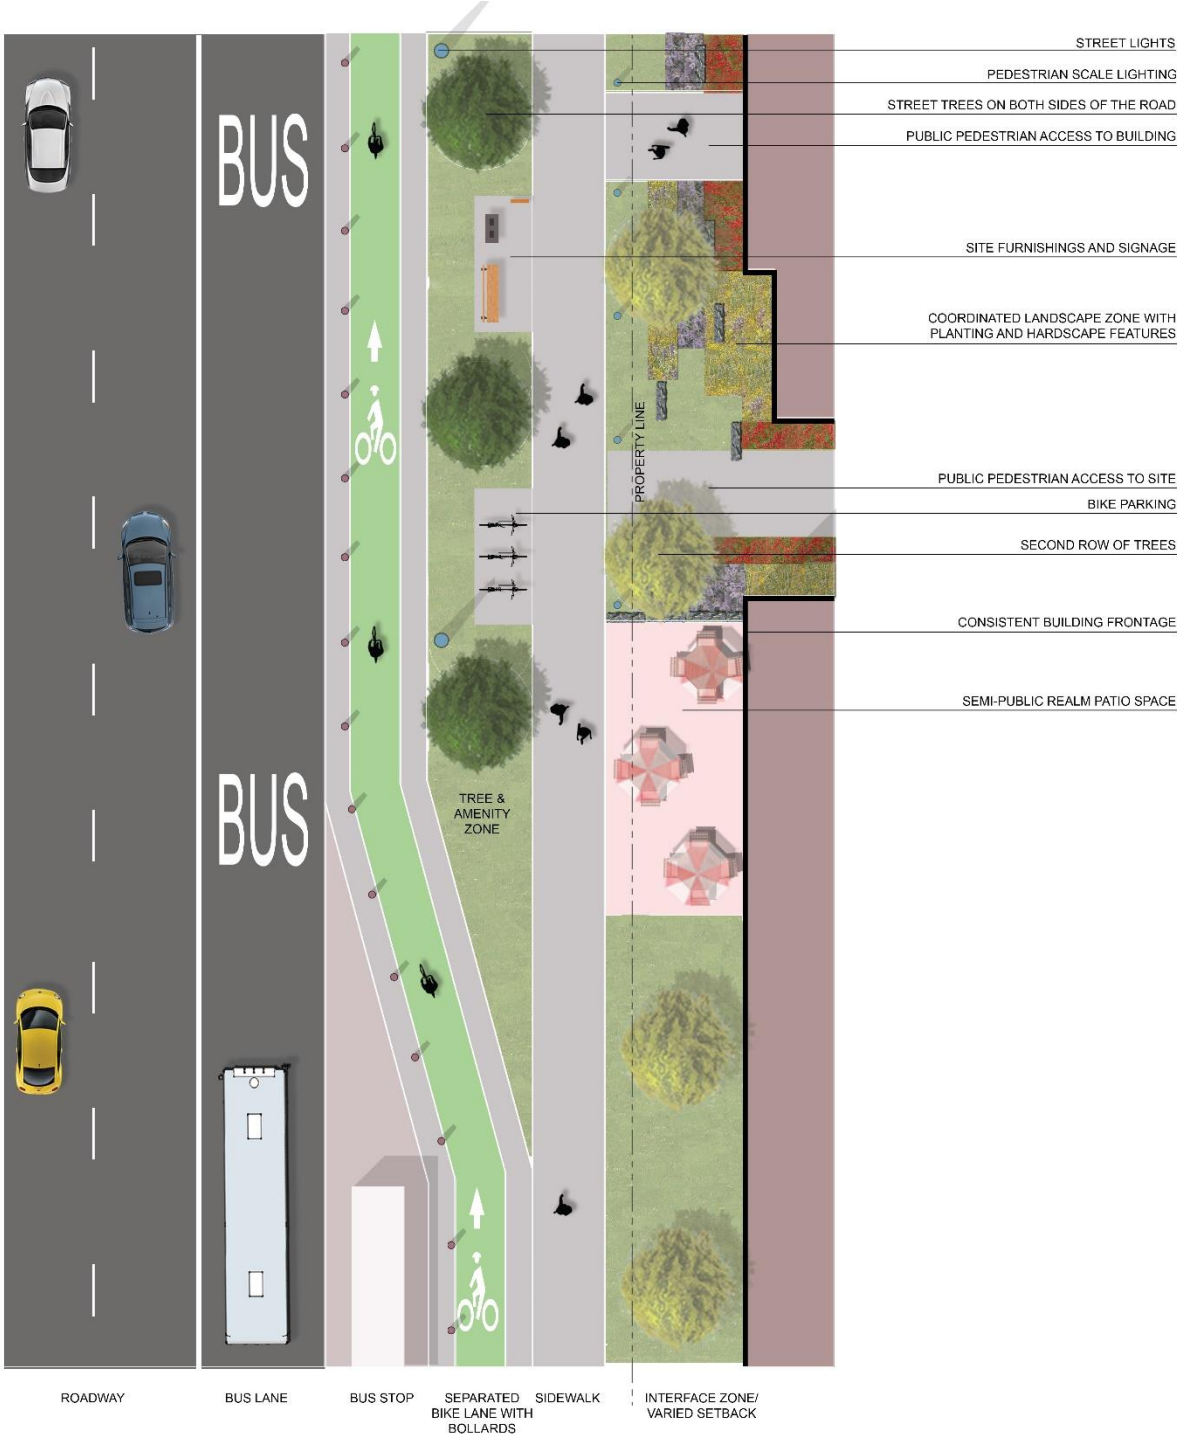 STREET LIGHTS
PEDESTRIAN SCALE LIGHTING
STREET TREES ON BOTH SIDES OF THE ROAD
PUBLIC PEDESTRIAN ACCESS TO BUILDING
BUS
SITE FURNISHINGS AND SIGNAGE
COORDINATED LANDSCAPE ZONE WITH
PLANTING AND HARDSCAPE FEATURES
PROPERTY LINE
PUBLIC PEDESTRIAN ACCESS TO SITE
BIKE PARKING
SECOND ROW OF TREES
CONSISTENT BUILDING FRONTAGE
SEMI-PUBLIC REALM PATIO SPACE
BUS
TREE &
AMENITY
ZONE
ROADWAY
BUS LANE
BUS STOP
SEPARATED
BIKE LANE WITH
BOLLARDS
SIDEWALK
INTERFACE ZONE/
VARIED SETBACK